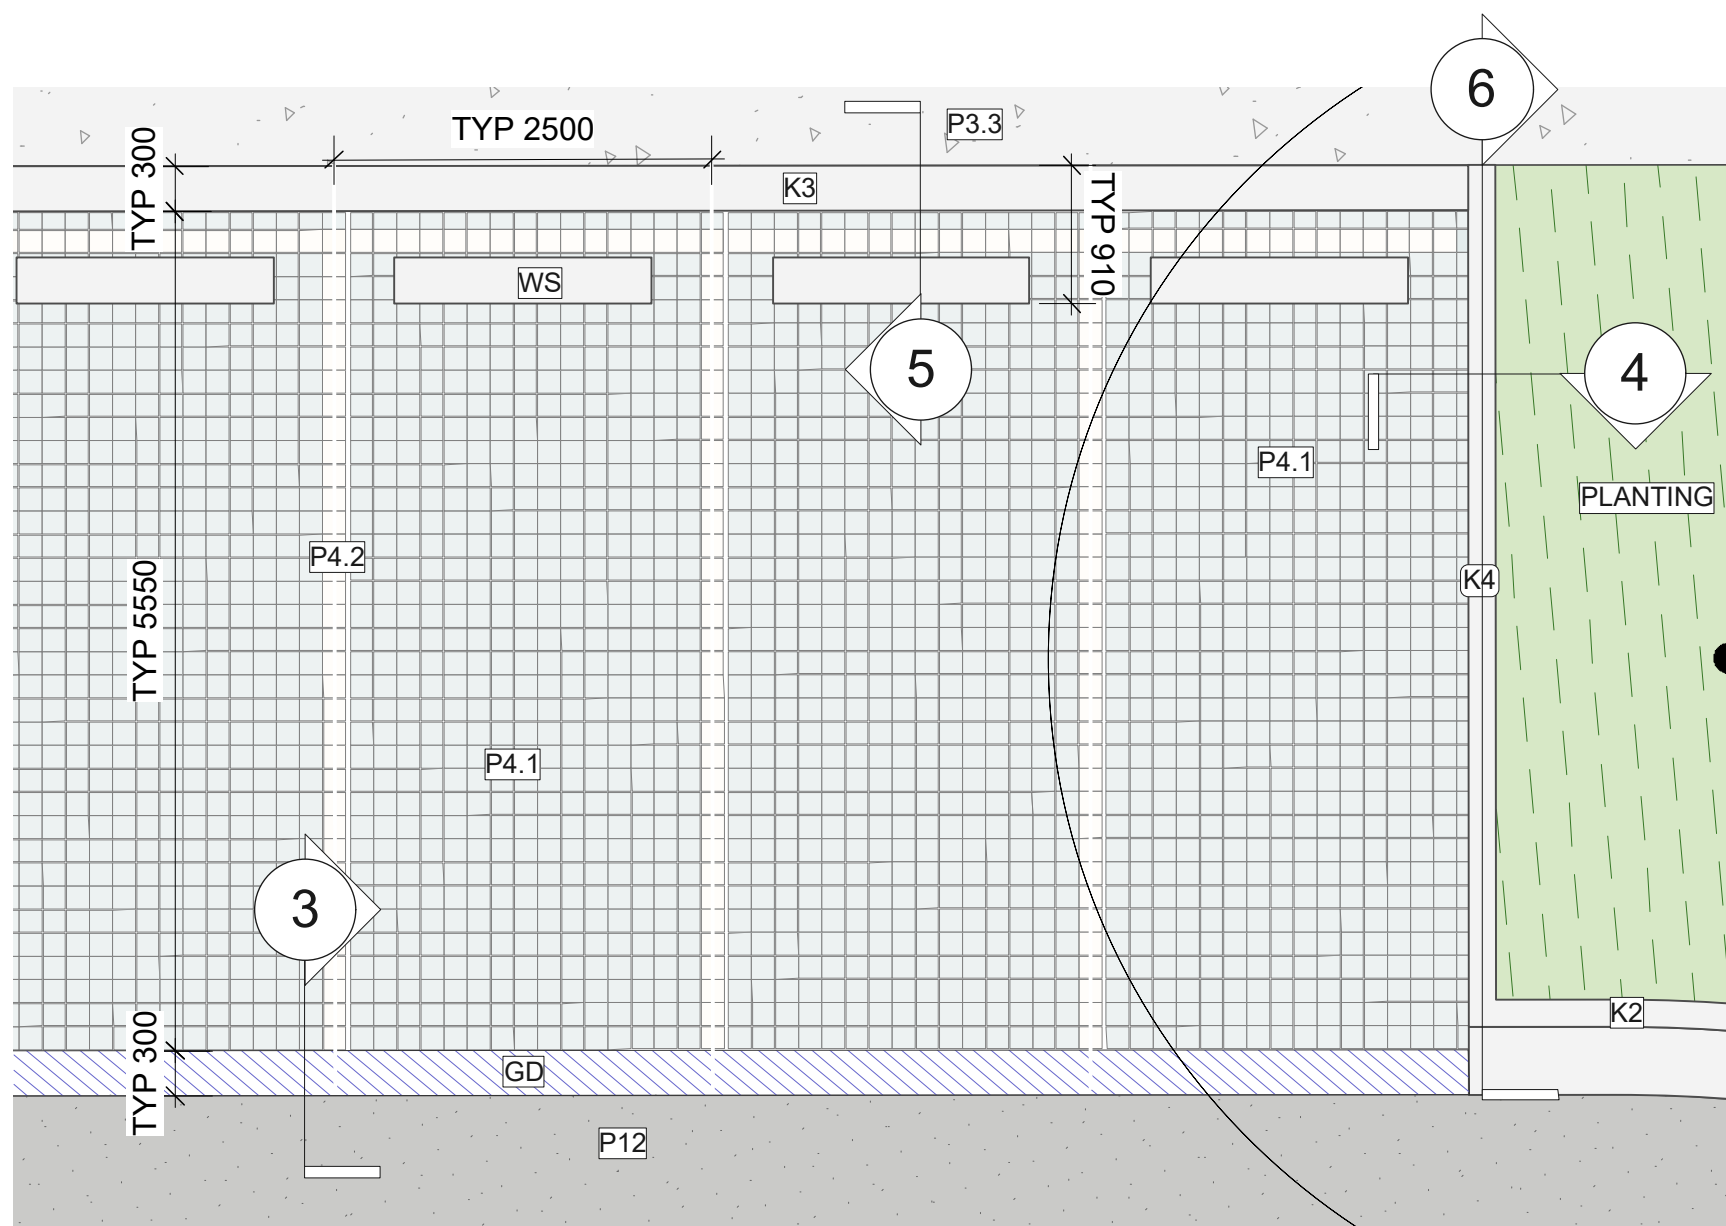 6
TYP 2500
P3.3
TYP 300
K3
TYP 910
WS
5
4
P4.1
PLANTING
P4.2
K4
TYP 5550
P4.1
3
K2
TYP 300
GD
P12